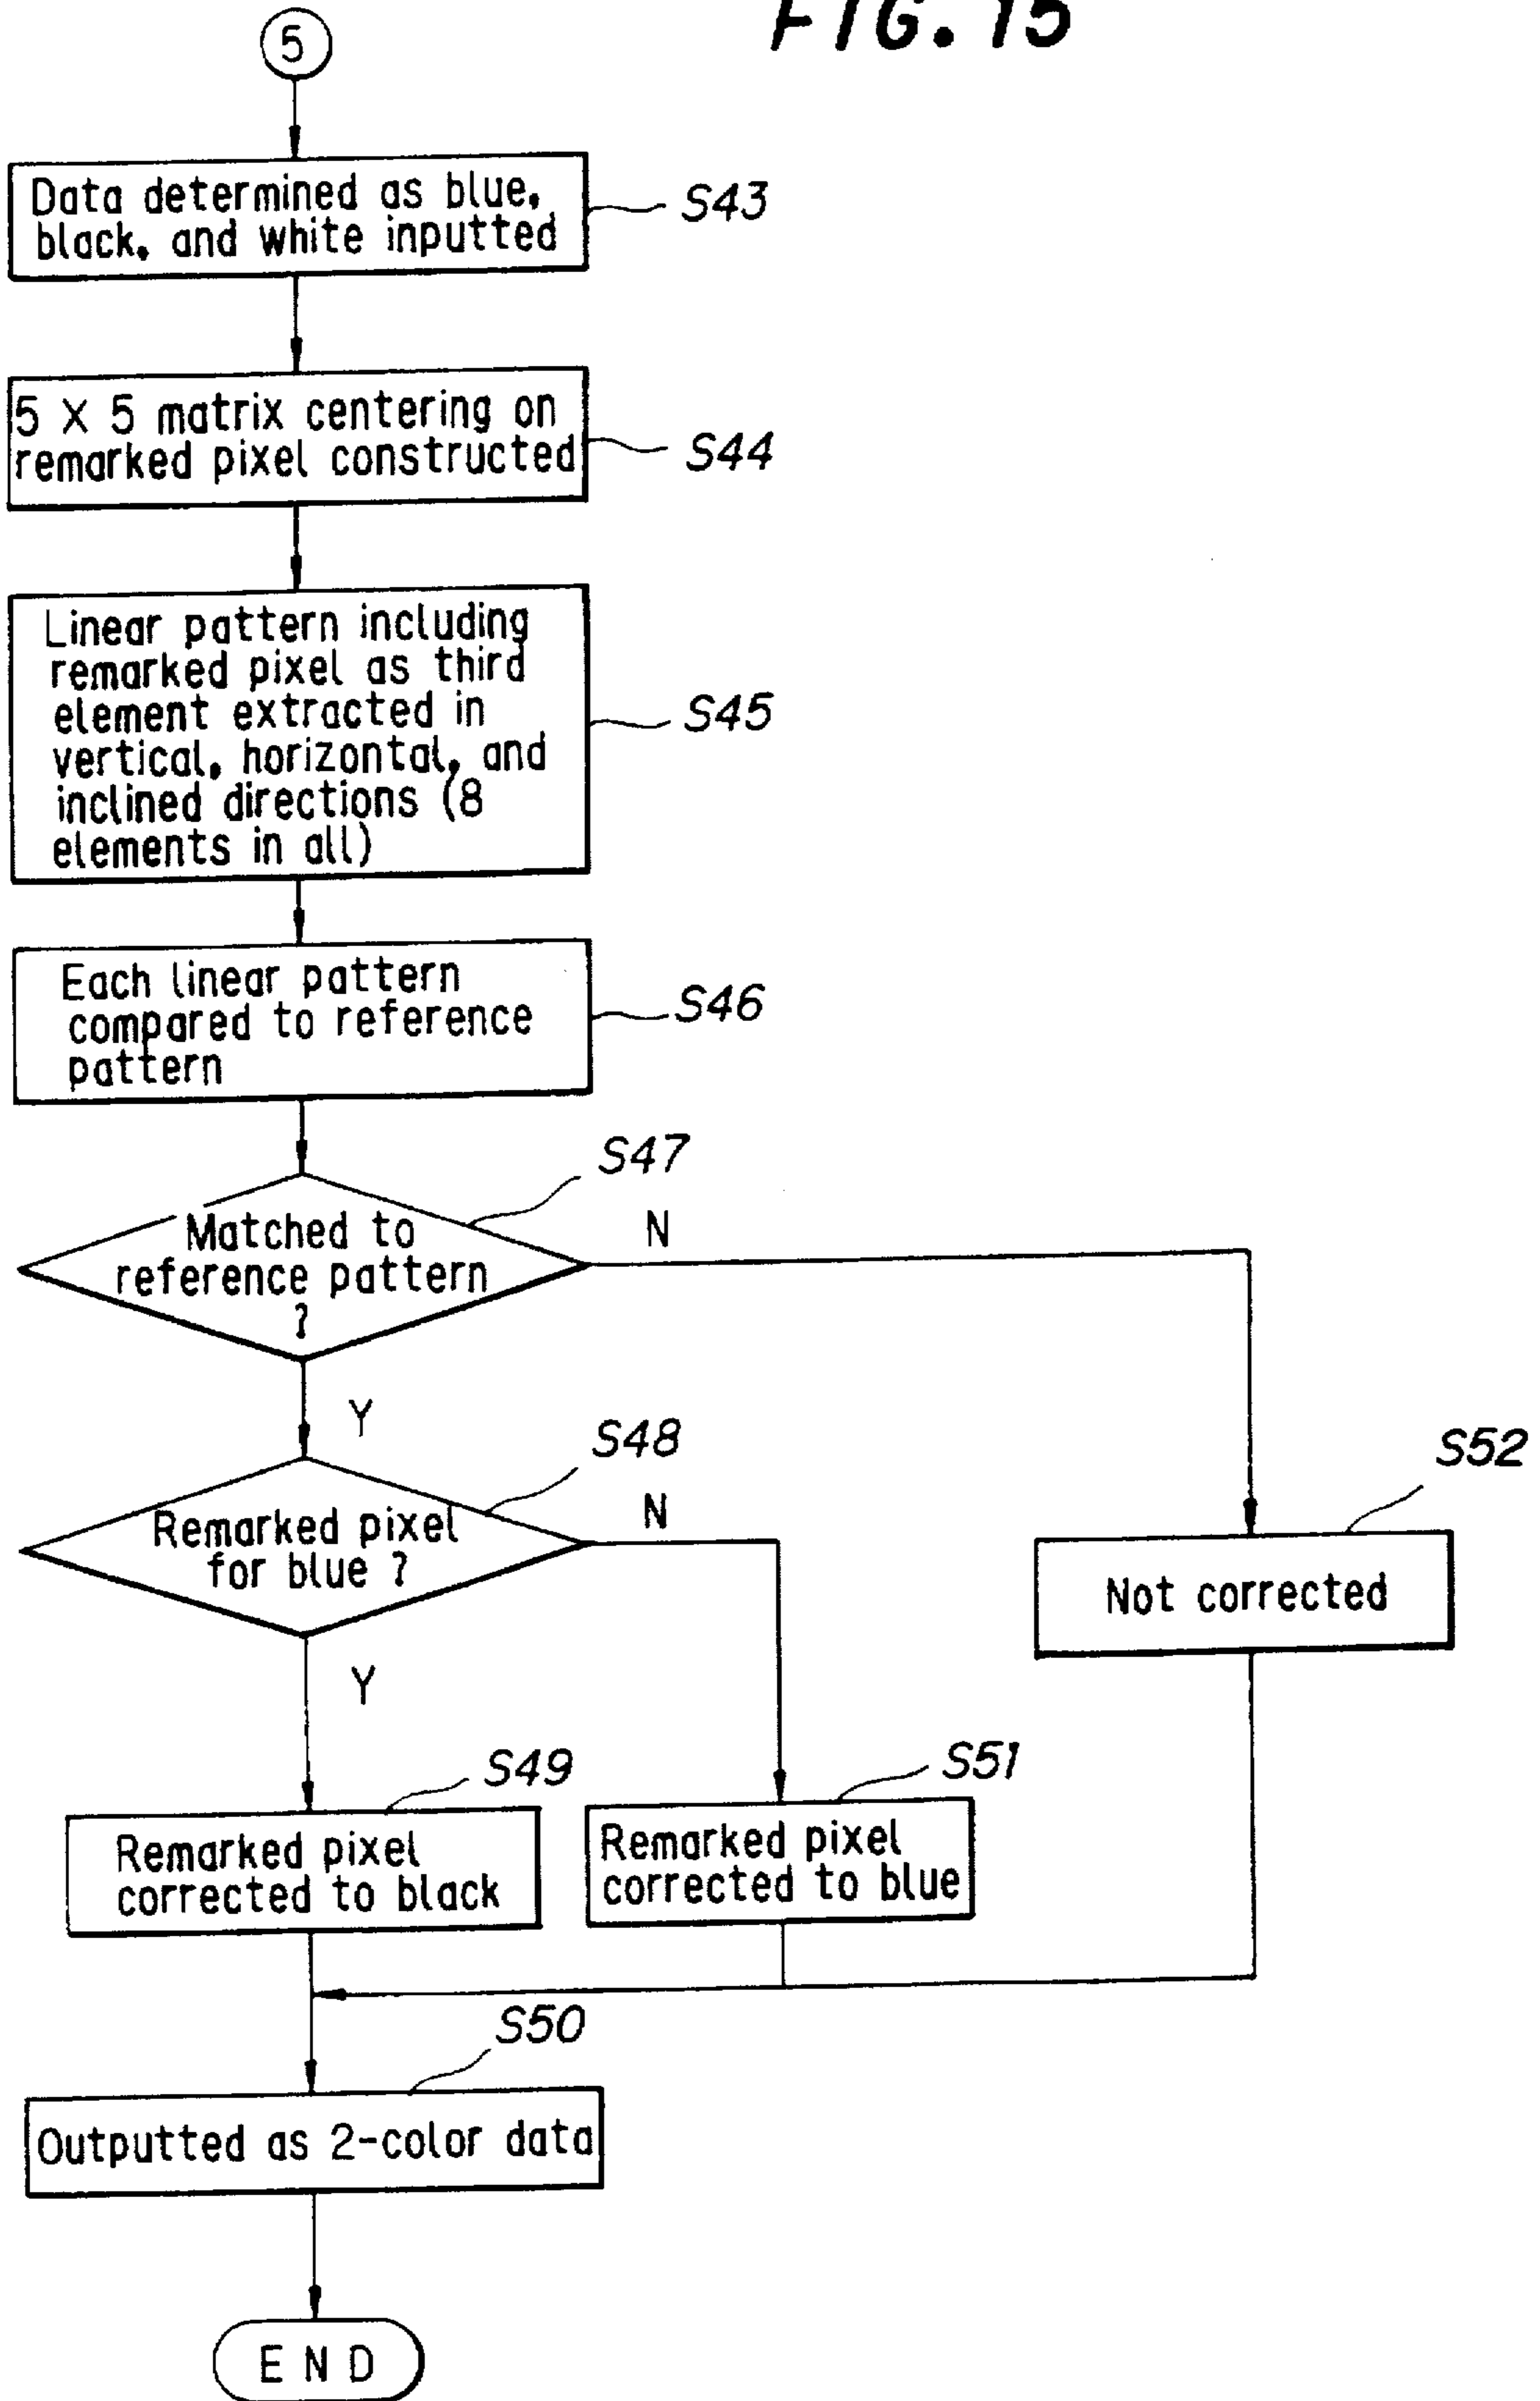 FIG. 15
5
Data determined as blue,
black, and white inputted
S43
5 X 5 matrix centering on
remarked pixel constructed
S44
Linear pattern including
remarked pixel as third
element extracted in
vertical, horizontal, and
inclined directions (8
elements in all)
S45
Each linear pattern
compared to reference
pattern
S46
S47
Matched to
reference pattern
?
N
Y
S48
Remarked pixel
for blue ?
N
Y
S52
Not corrected
S49
Remarked pixel
corrected to black
S51
Remarked pixel
corrected to blue
S50
Outputted as 2-color data
END